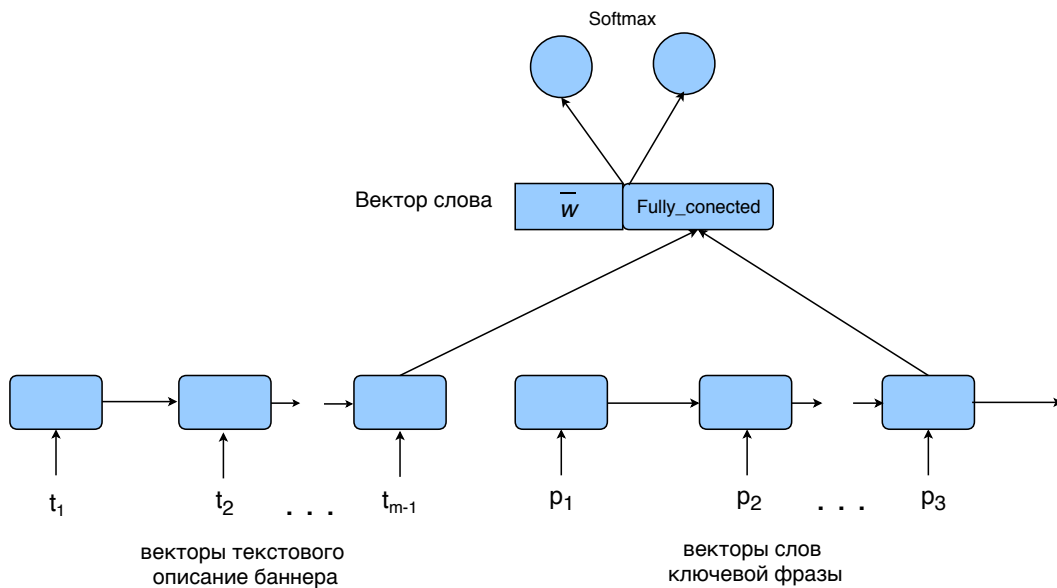 Softmax
Вектор слова
w
Fully_conected
t1
t2
. . .
tm-1
p1
p2
. . .
p3
векторы текстового
описание баннера
векторы слов
ключевой фразы